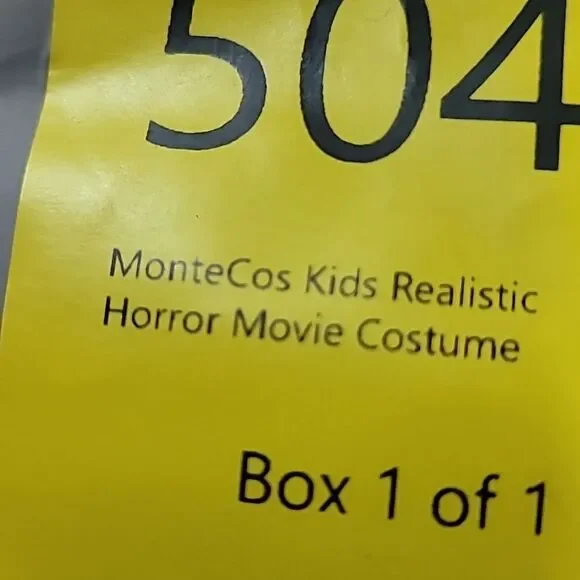 504
MonteCos Kids Realistic
Horror Movie Costume
Box 1 of 1